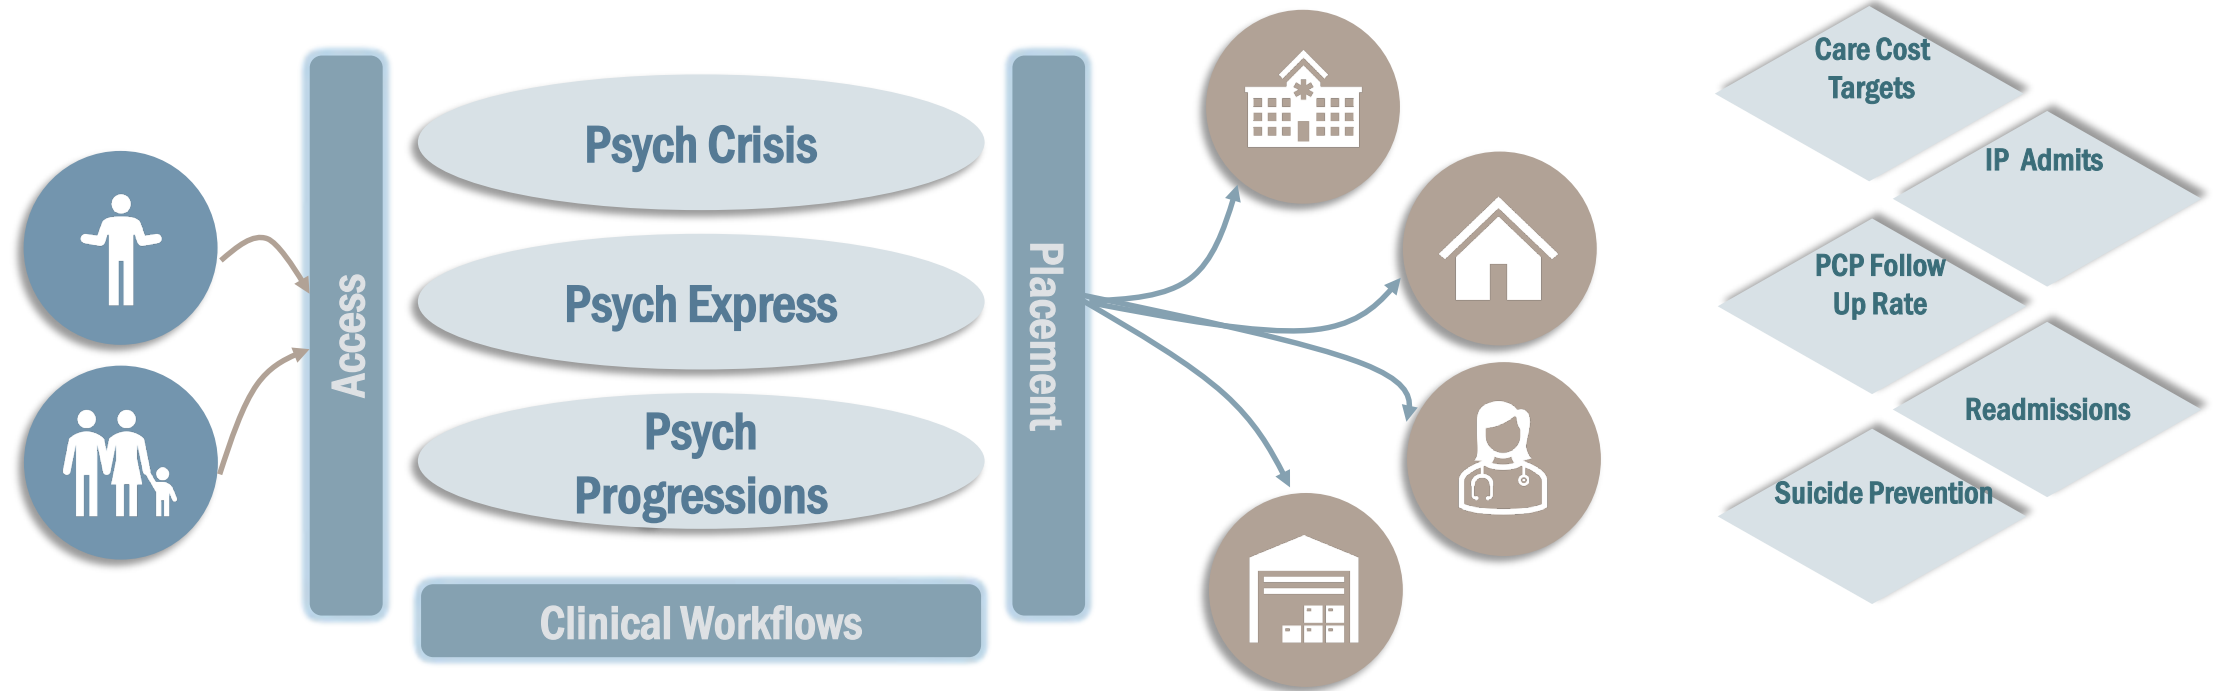 Access
Psych Crisis
Psych Express
Psych
Progressions
Clinical Workflows
Placement
Care Cost
Targets
IP  Admits
PCP Follow
Up Rate
Readmissions
Suicide Prevention